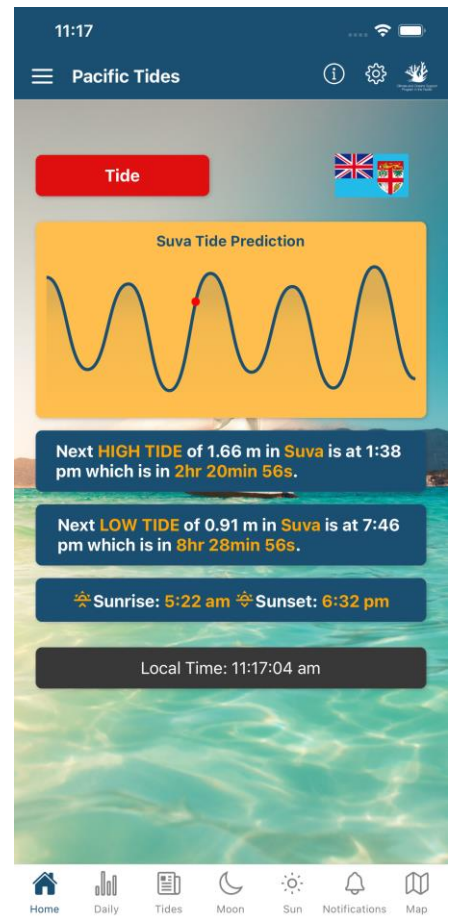 11:17
Pacific Tides
Tide
Suva Tide Prediction
Next HIGH TIDE of 1.66 m in Suva is at 1:38
pm which is in 2hr 20min 56s.
Next LOW TIDE of 0.91 m in Suva is at 7:46
pm which is in 8hr 28min 56s.
Sunrise: 5:22 am Sunset: 6:32 pm
Local Time: 11:17:04 am
Home Daily Tides Moon Sun Notifications Map